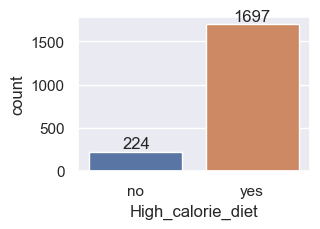 1697
1500
1000
500
0
count
224
no yes
High_calorie_diet